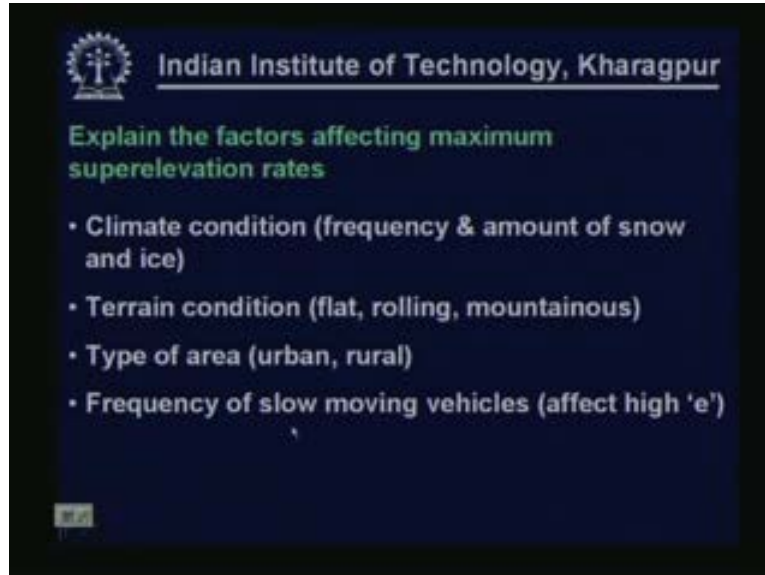 Indian Institute of Technology, Kharagpur
Explain the factors affecting maximum
superelevation rates
• Climate condition (frequency & amount of snow
and ice)
• Terrain condition (flat, rolling, mountainous)
• Type of area (urban, rural)
• Frequency of slow moving vehicles (affect high 'e')